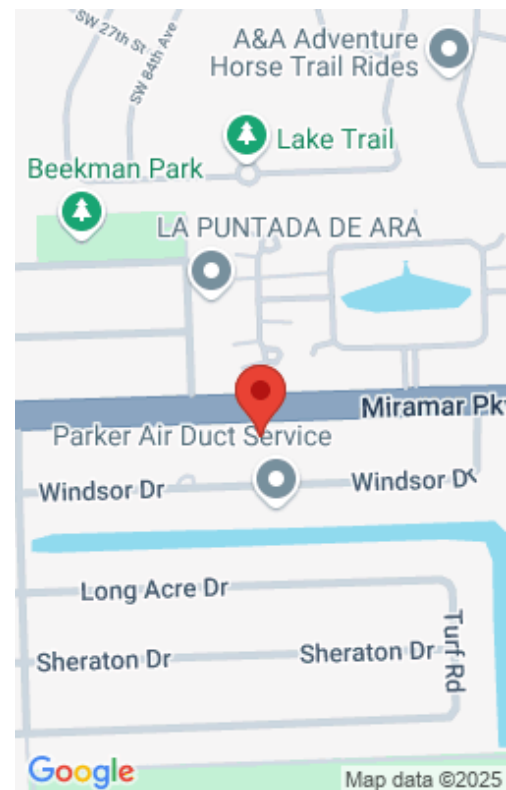 SW 27th St
SW 84th Ave
A&A Adventure
Horse Trail Rides
Lake Trail
Beekman Park
LA PUNTADA DE ARÁ
Miramar Pk
Parker Air Duct Service
Windsor Dr
Windsor Dr
Long Acre Dr
Sheraton Dr
Sheraton Dr
Turf Rd
Google
Map data ©2025